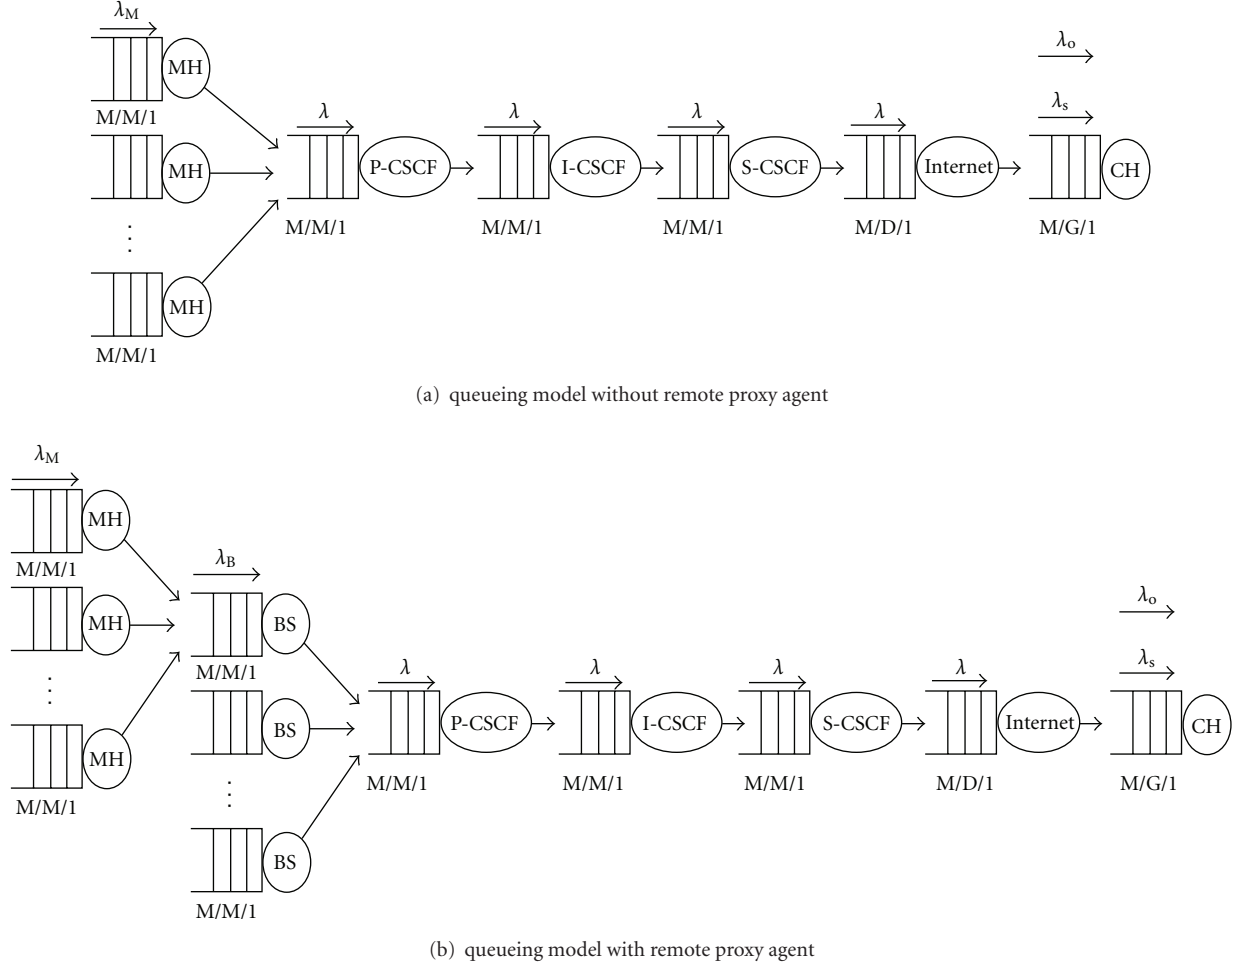 λM
MH
M/M/1
MH
MH
M/M/1
λ λ λ λ λo
λs
P-CSCF I-CSCF S-CSCF Internet CH
M/M/1 M/M/1 M/M/1 M/D/1 M/G/1
(a) queueing model without remote proxy agent
λM
MH
M/M/1
MH
MH
M/M/1
λB
BS
M/M/1
BS
BS
M/M/1
λ λ λ λ λo
λs
P-CSCF I-CSCF S-CSCF Internet CH
M/M/1 M/M/1 M/M/1 M/D/1 M/G/1
(b) queueing model with remote proxy agent